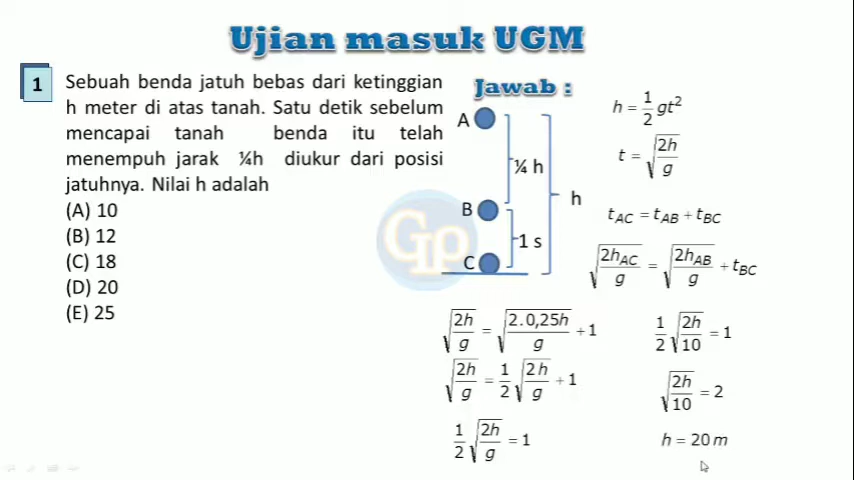 Ujian masuk UGM
1
Sebuah benda jatuh bebas dari ketinggian
h meter di atas tanah. Satu detik sebelum
mencapai tanah benda itu telah
menempuh jarak ¼h diukur dari posisi
jatuhnya. Nilai h adalah
(A) 10
(B) 12
(C) 18
(D) 20
(E) 25
Jawab :
A
¼ h
h
B
1 s
C
Gp
h = 1/2 gt²
t = √(2h/g)
t_AC = t_AB + t_BC
√(2h_AC/g) = √(2h_AB/g) + t_BC
√(2h/g) = √(2.0,25h/g) + 1
√(2h/g) = 1/2 √(2h/g) + 1
1/2 √(2h/g) = 1
1/2 √(2h/10) = 1
√(2h/10) = 2
h = 20 m